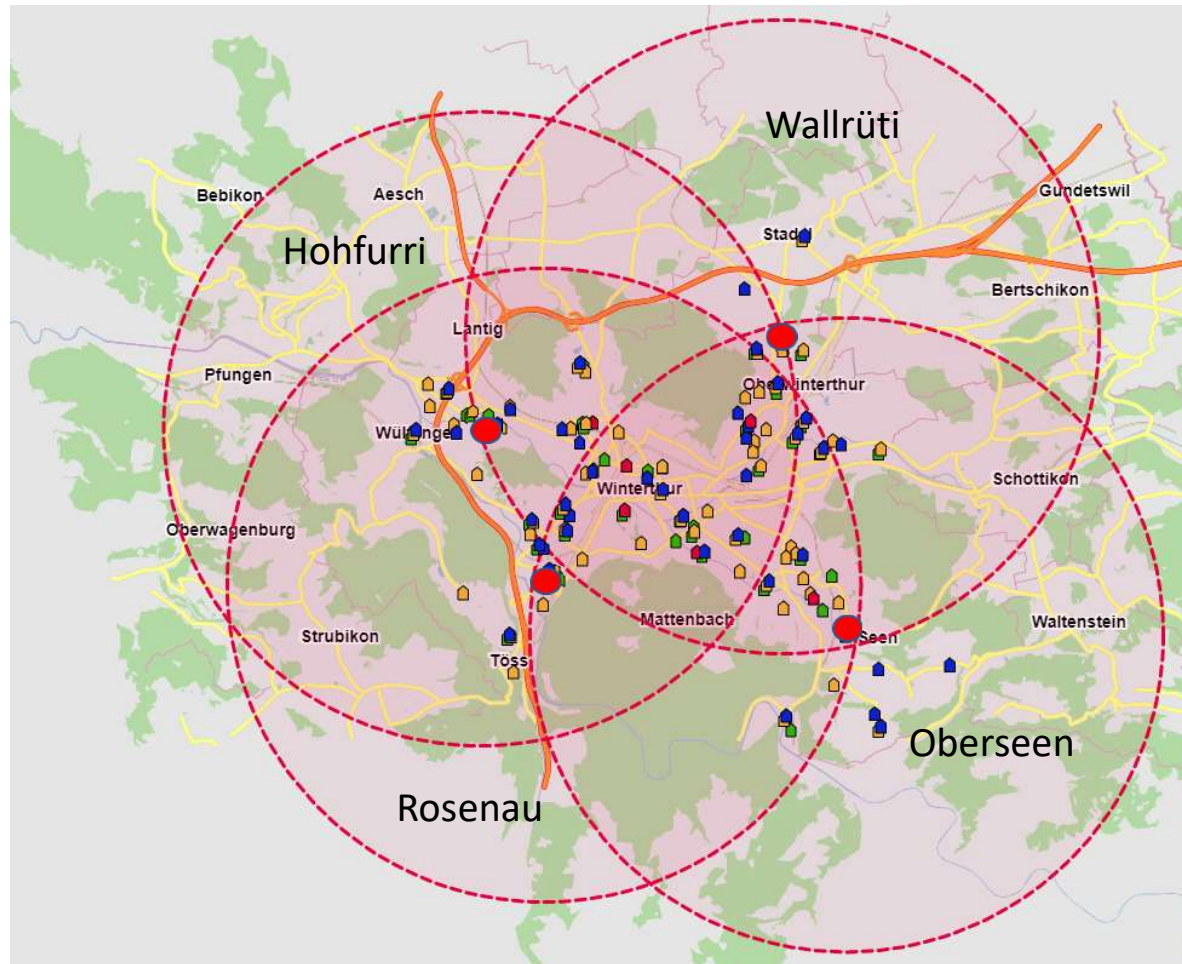 Wallrüti
Bebikon
Aesch
Gundetswil
Hohfurri
Stadel
Bertschikon
Lantig
Pfungen
Oberwinterthur
Wülflingen
Schottikon
Winterthur
Oberwagenburg
Mattenbach
Waltenstein
Strubikon
Seen
Töss
Oberseen
Rosenau